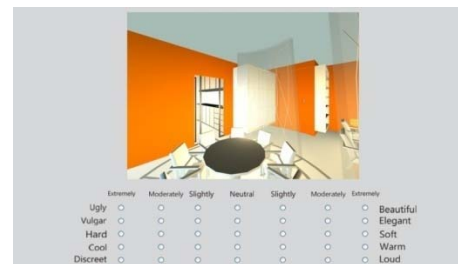 Extremely Moderately Slightly Neutral Slightly Moderately Extremely
Ugly Beautiful
Vulgar Elegant
Hard Soft
Cool Warm
Discreet Loud